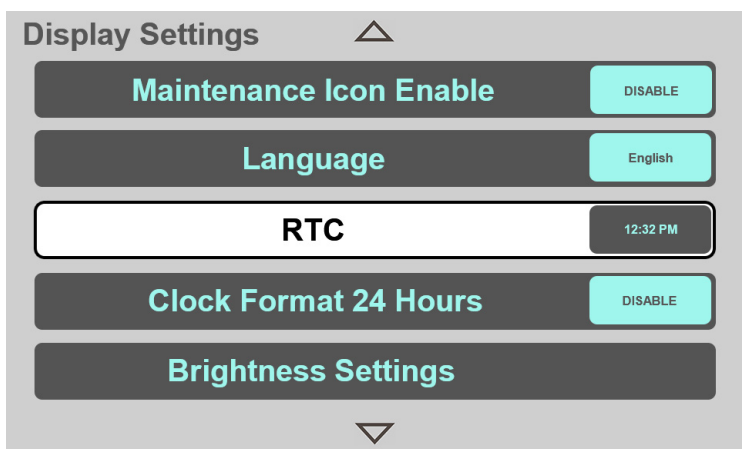 Display Settings
Maintenance Icon Enable DISABLE
Language English
RTC 12:32 PM
Clock Format 24 Hours DISABLE
Brightness Settings